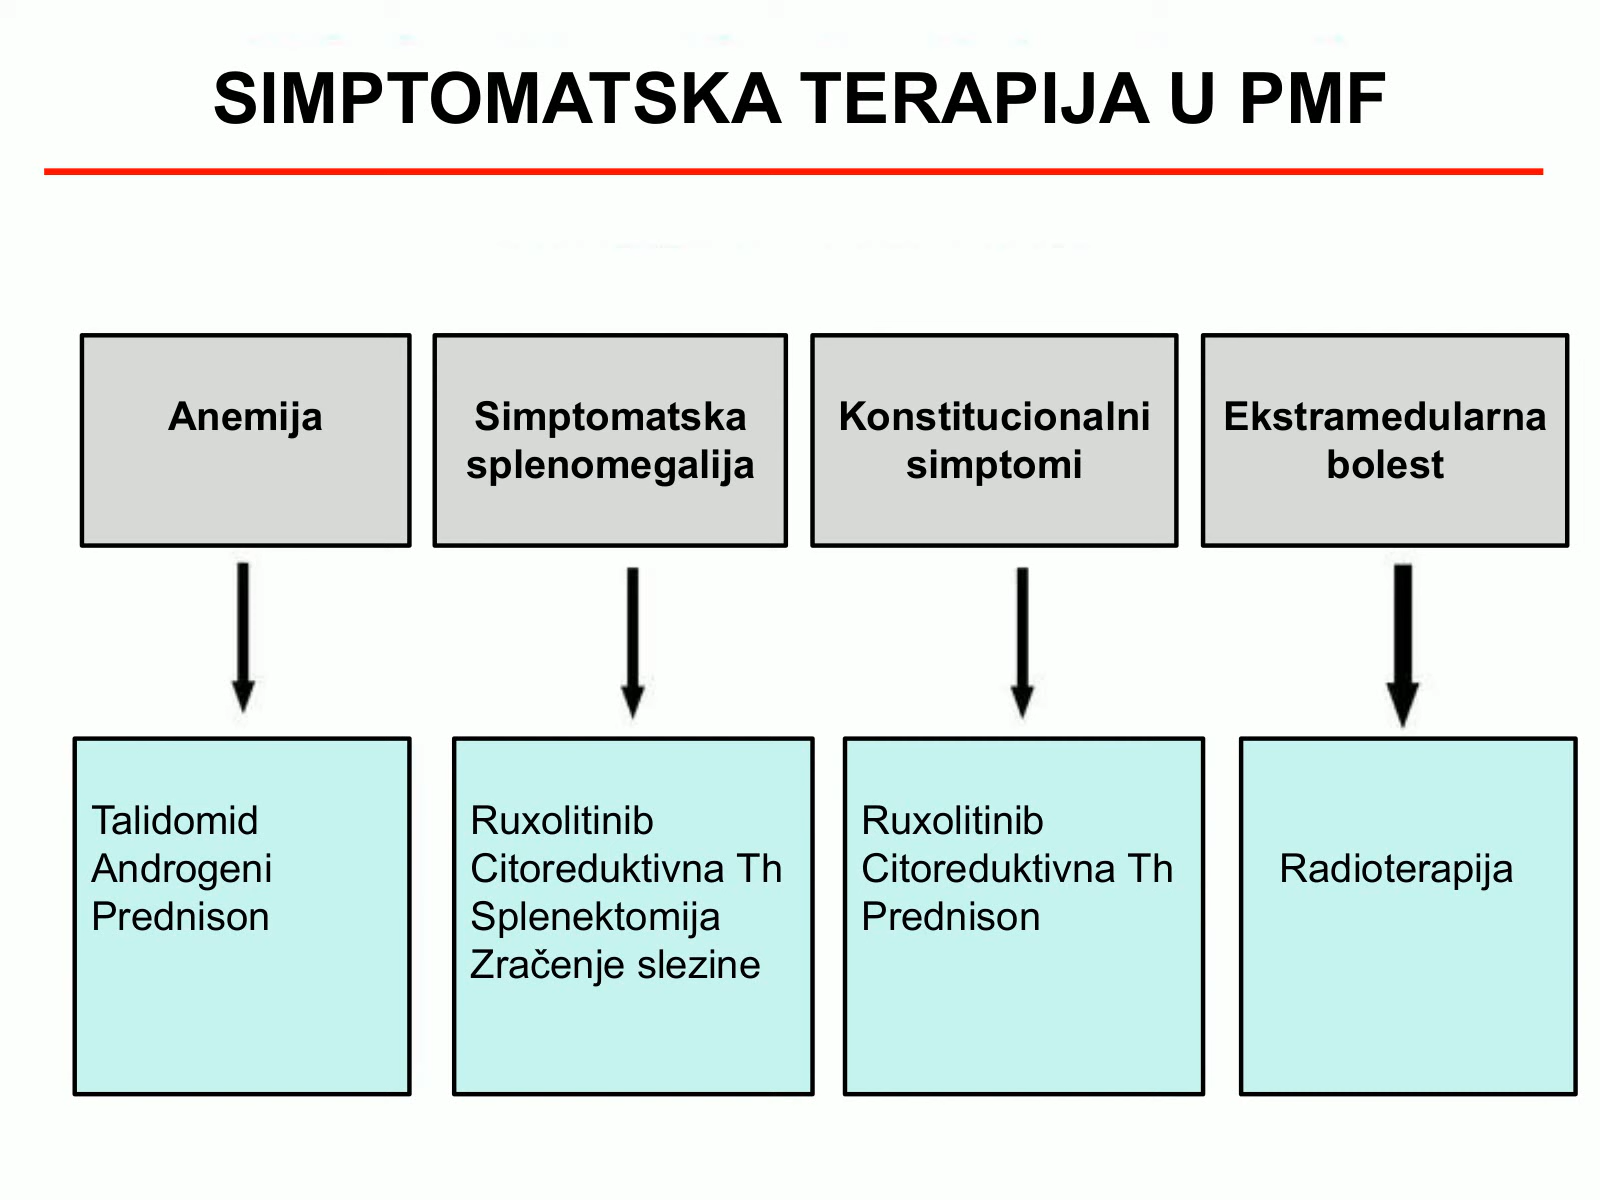 SIMPTOMATSKA TERAPIJA U PMF
Anemija
Simptomatska
splenomegalija
Konstitucionalni
simptomi
Ekstramedularna
bolest
Talidomid
Androgeni
Prednison
Ruxolitinib
Citoreduktivna Th
Splenektomija
Zračenje slezine
Ruxolitinib
Citoreduktivna Th
Prednison
Radioterapija